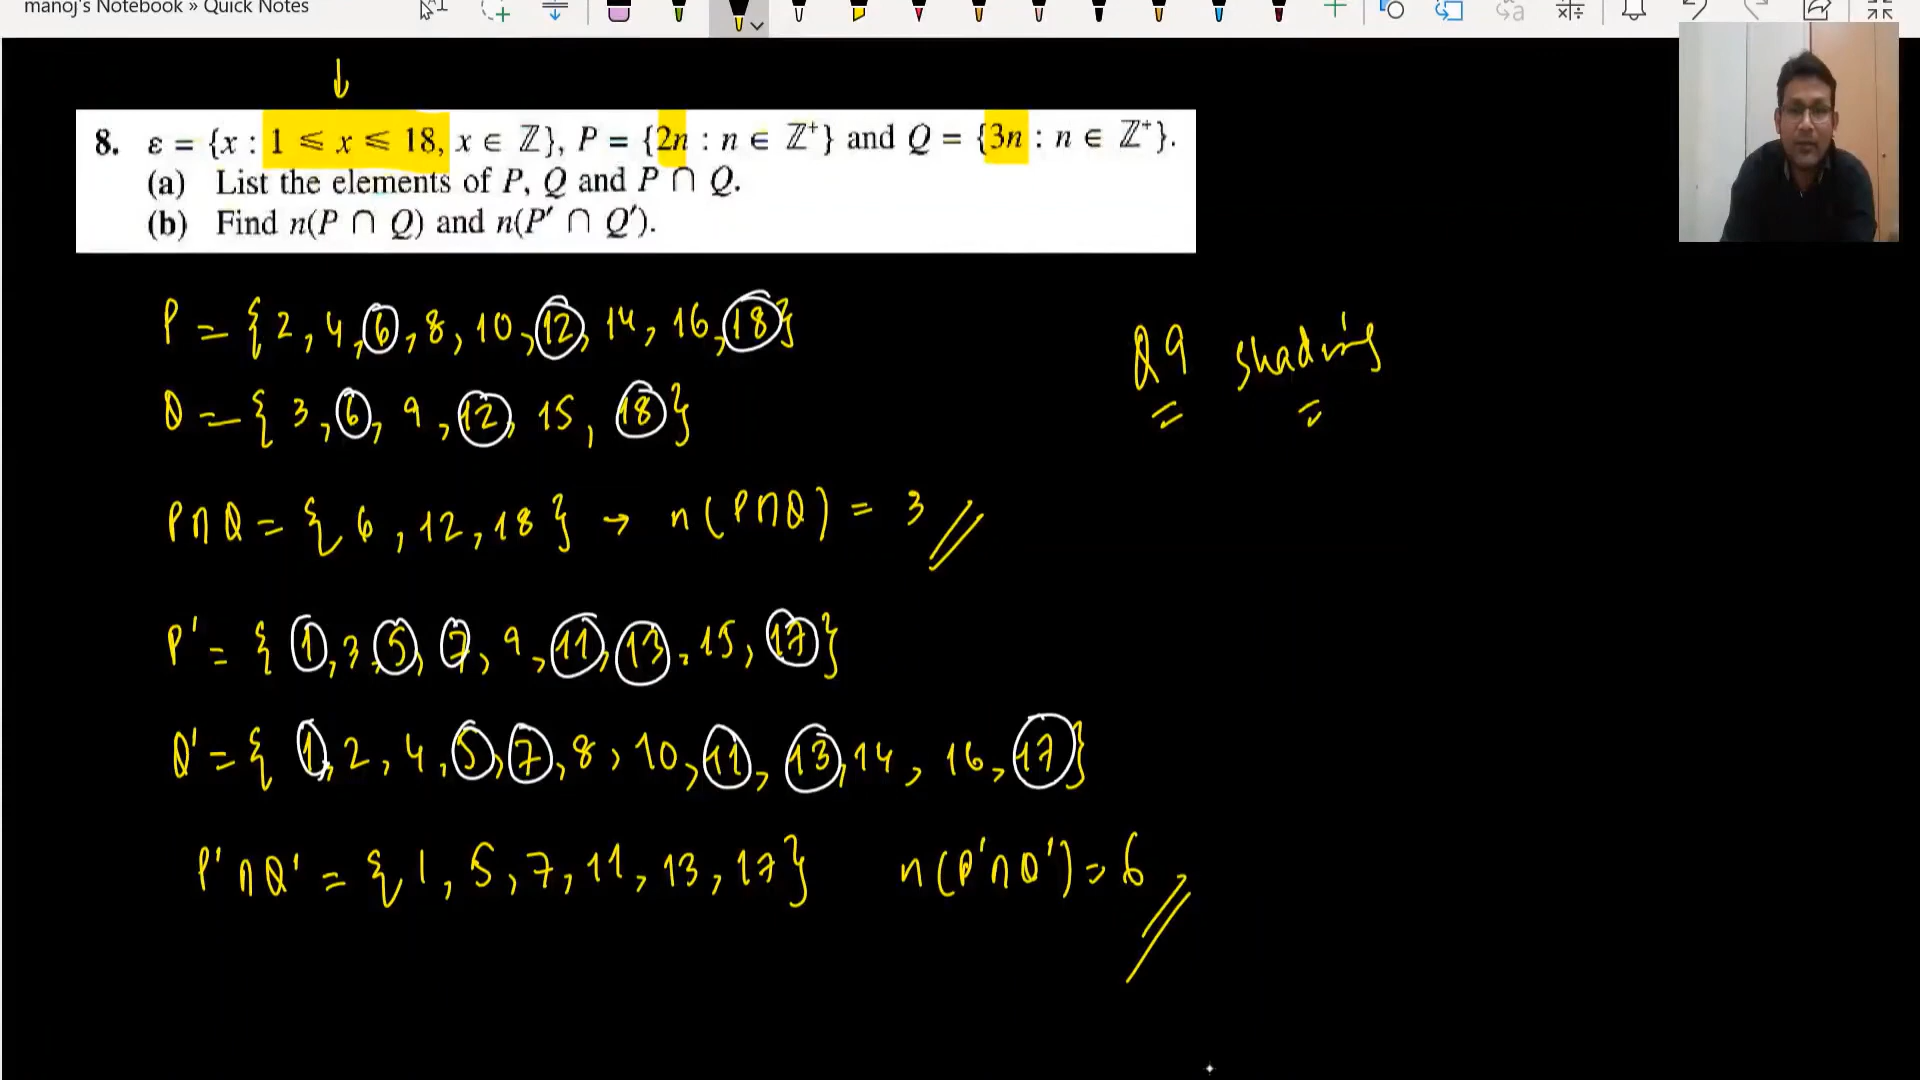 manoj's Notebook » Quick Notes
8. ε = {x : 1 ⩽ x ⩽ 18, x ∈ ℤ}, P = {2n : n ∈ ℤ⁺} and Q = {3n : n ∈ ℤ⁺}.
(a) List the elements of P, Q and P ∩ Q.
(b) Find n(P ∩ Q) and n(P′ ∩ Q′).
P = {2, 4, 6, 8, 10, 12, 14, 16, 18}
Q9 shading
Q = {3, 6, 9, 12, 15, 18}
P∩Q = {6, 12, 18} → n(P∩Q) = 3
P' = {1, 3, 5, 7, 9, 11, 13, 15, 17}
Q' = {1, 2, 4, 5, 7, 8, 10, 11, 13, 14, 16, 17}
P'∩Q' = {1, 5, 7, 11, 13, 17} n(P'∩Q') = 6